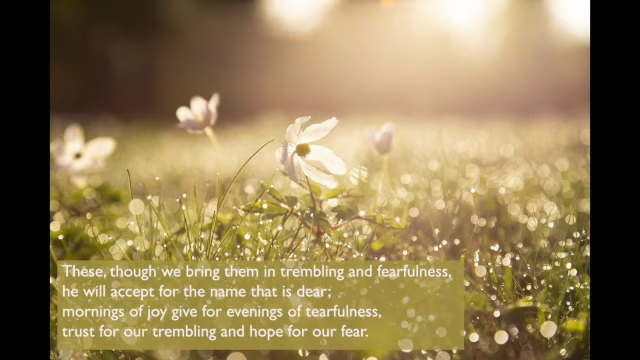 These, though we bring them in trembling and fearfulness,
he will accept for the name that is dear;
mornings of joy give for evenings of tearfulness,
trust for our trembling and hope for our fear.